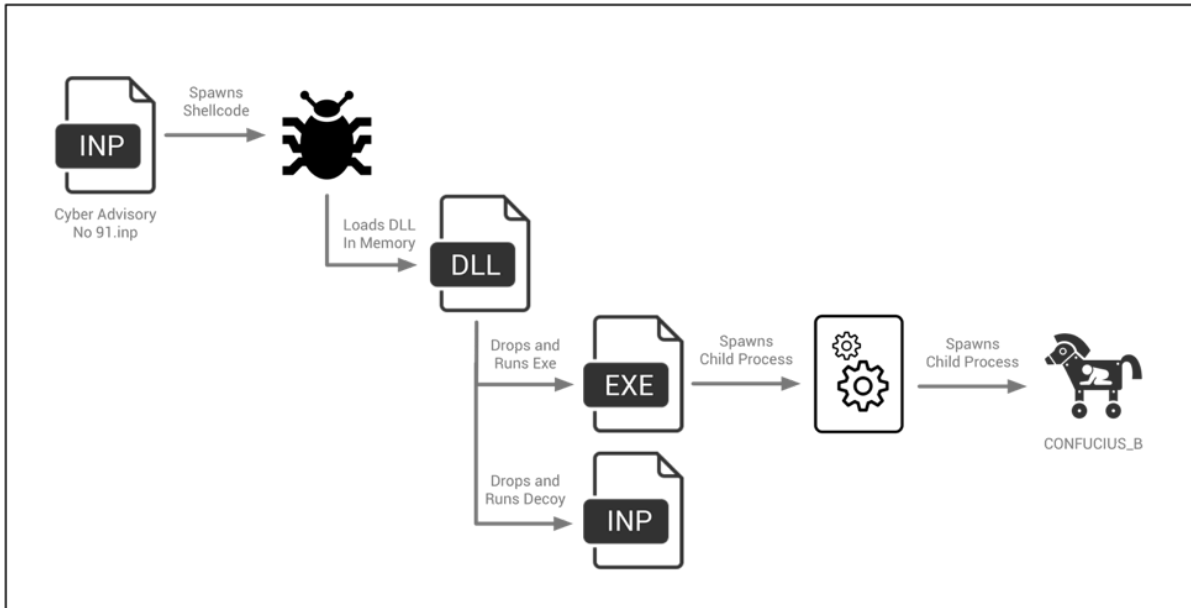 INP
Cyber Advisory
No 91.inp
Spawns
Shellcode
Loads DLL
In Memory
DLL
Drops and
Runs Exe
EXE
Spawns
Child Process
Spawns
Child Process
CONFUCIUS_B
Drops and
Runs Decoy
INP